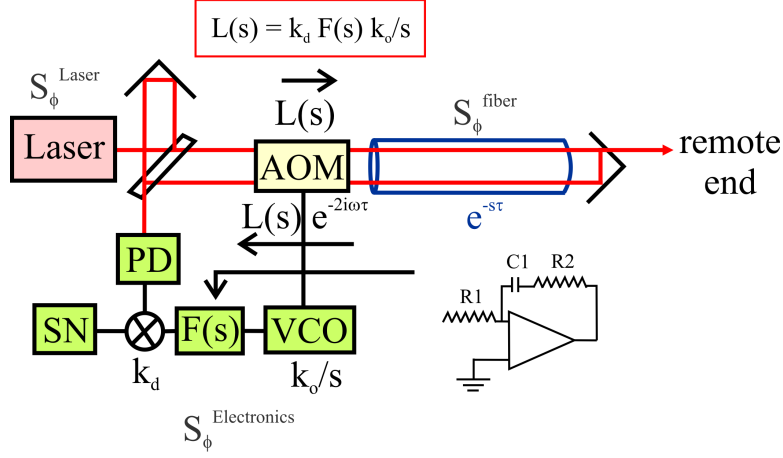 L(s) = k_d F(s) k_o/s
S_ϕ^Laser
L(s)
S_ϕ^fiber
Laser
AOM
remote
end
L(s) e^-2iωτ
e^-sτ
PD
C1
R2
R1
SN
F(s)
VCO
k_d
k_o/s
S_ϕ^Electronics